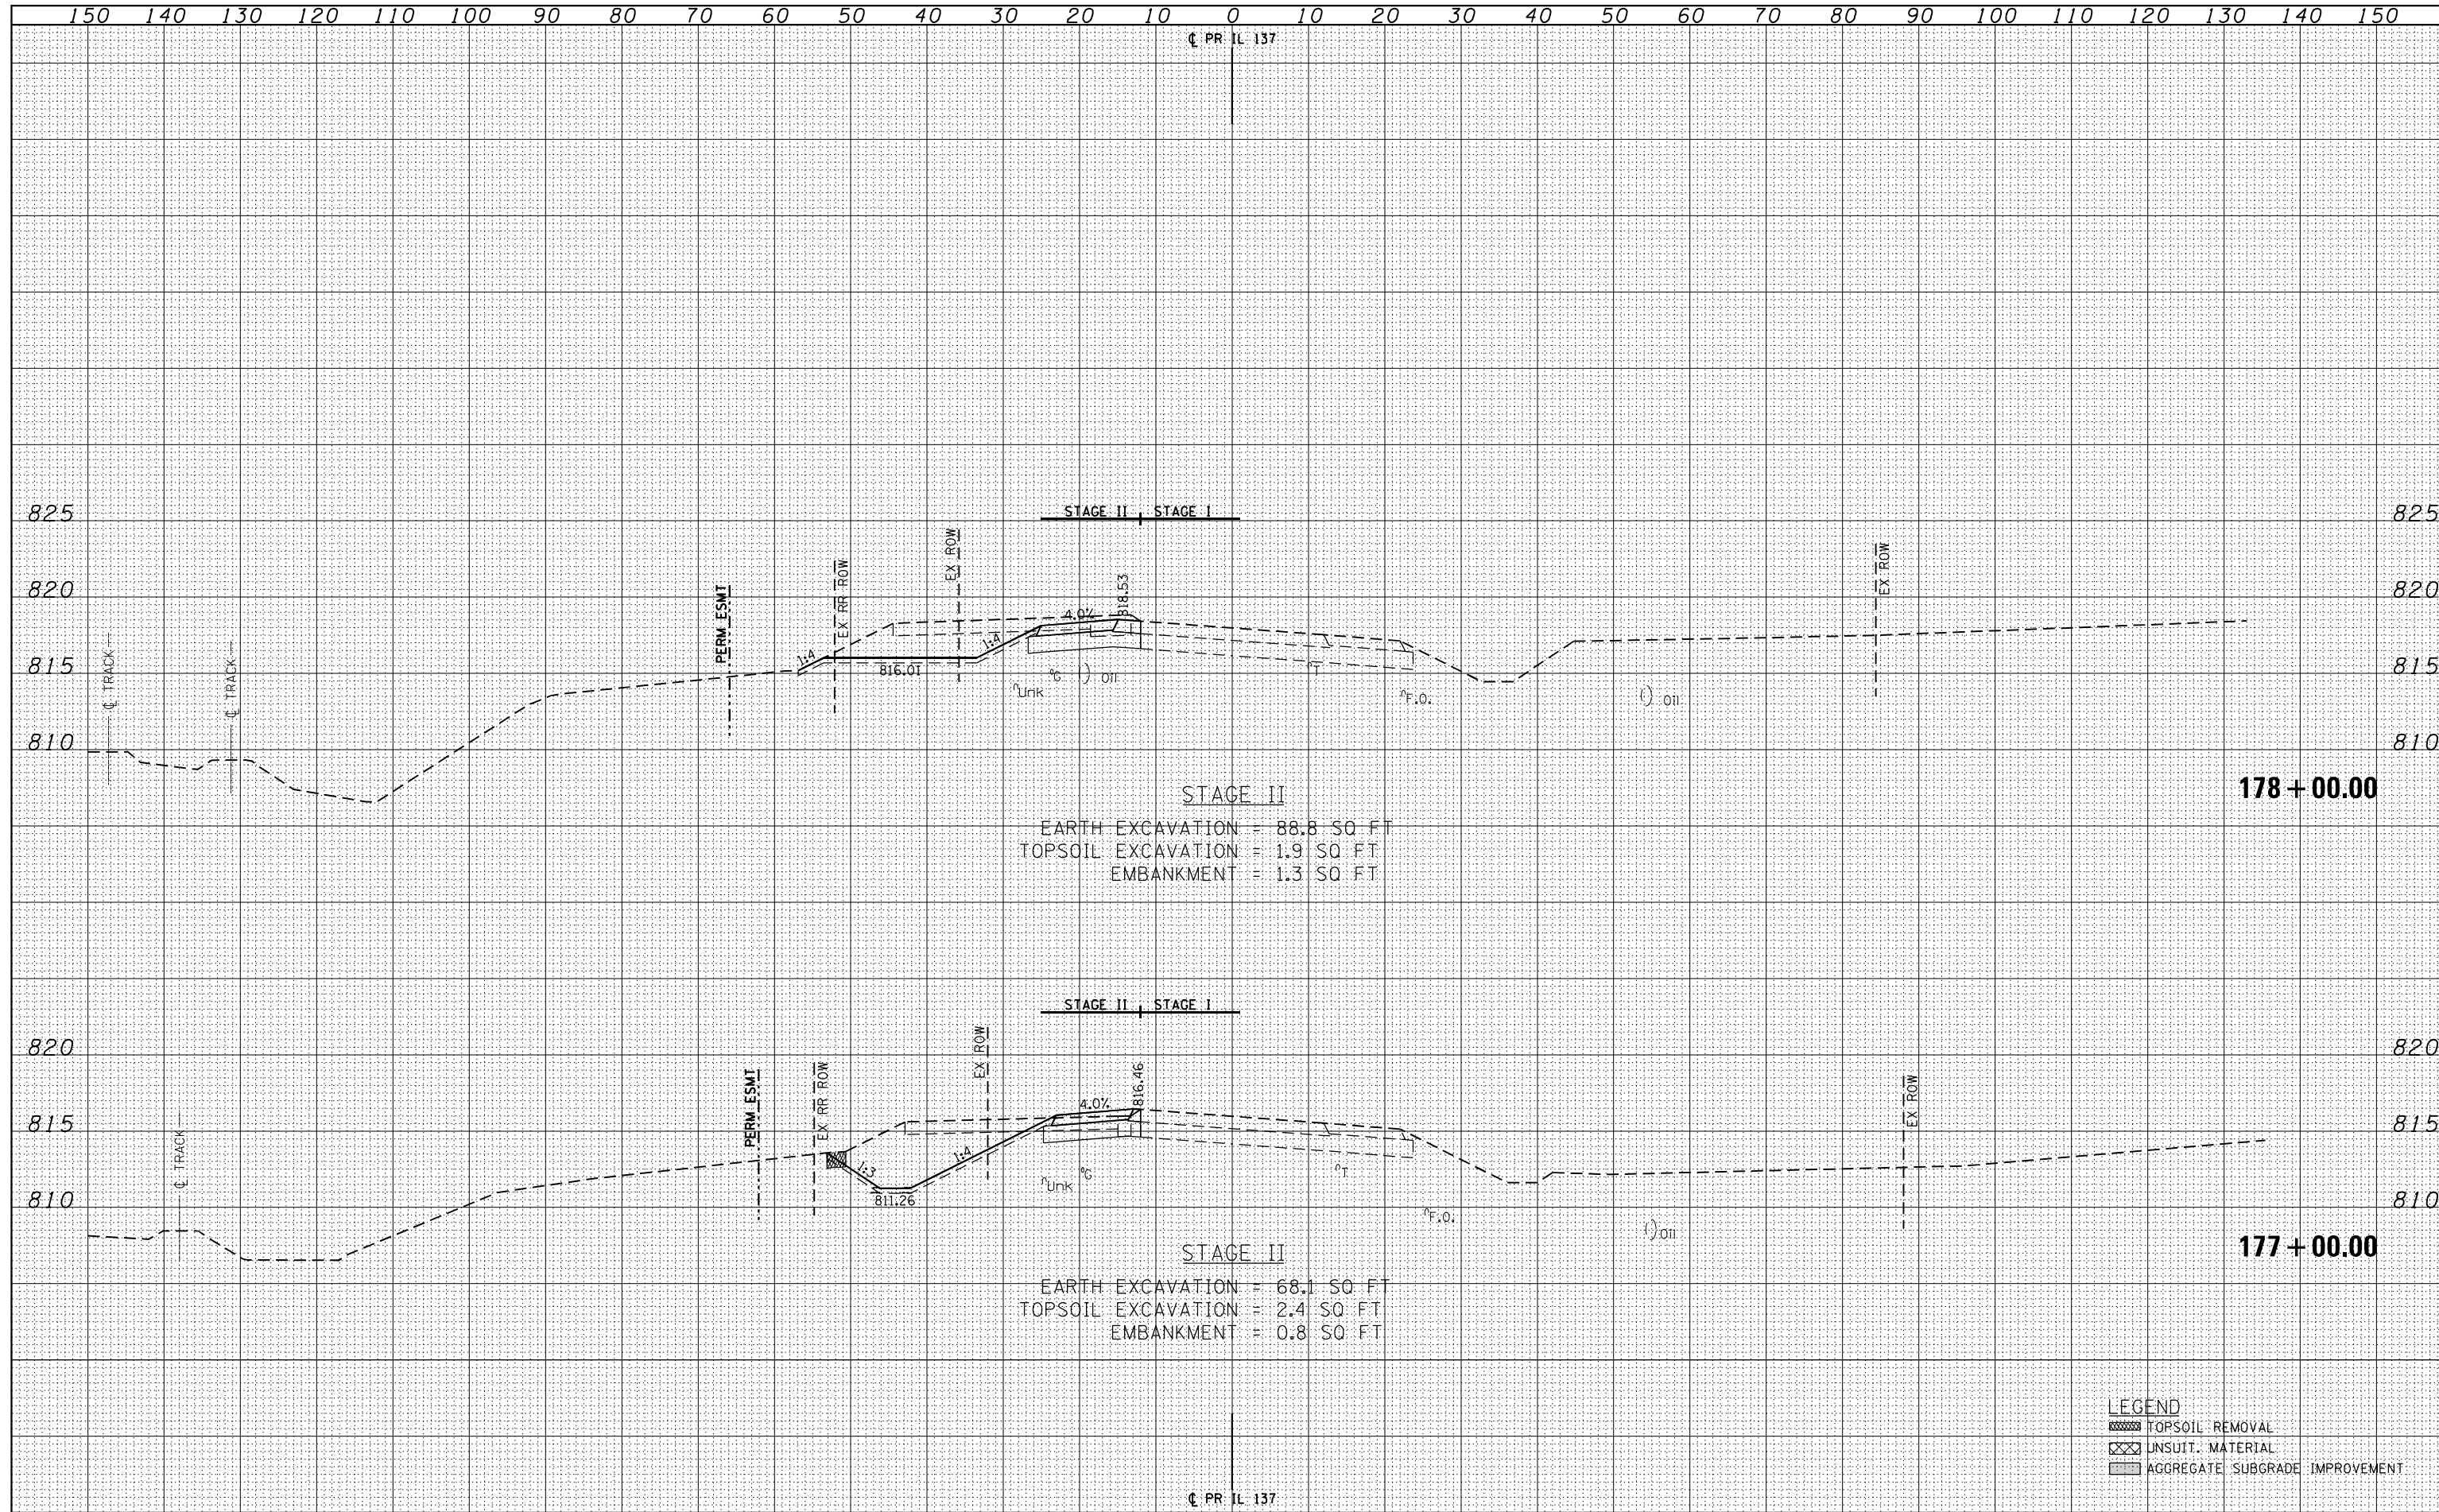 150 140 130 120 110 100 90 80 70 60 50 40 30 20 10 0 10 20 30 40 50 60 70 80 90 100 110 120 130 140 150
℄ PR IL 137
825
STAGE II STAGE I
825
EX ROW
EX RR ROW
EX ROW
PERM ESMT
820
818.53
820
4.0%
1:4
1:4
℄ TRACK
℄ TRACK
815
816.01
G
Oil
T
815
Unk
F.O.
Oil
810
810
178+00.00
STAGE II
EARTH EXCAVATION = 88.8 SQ FT
TOPSOIL EXCAVATION = 1.9 SQ FT
EMBANKMENT = 1.3 SQ FT
STAGE II STAGE I
820
820
EX ROW
EX RR ROW
PERM ESMT
816.46
EX ROW
4.0%
815
815
℄ TRACK
1:3
1:4
G
T
Unk
810
811.26
F.O.
810
Oil
177+00.00
STAGE II
EARTH EXCAVATION = 68.1 SQ FT
TOPSOIL EXCAVATION = 2.4 SQ FT
EMBANKMENT = 0.8 SQ FT
LEGEND
TOPSOIL REMOVAL
UNSUIT. MATERIAL
AGGREGATE SUBGRADE IMPROVEMENT
℄ PR IL 137